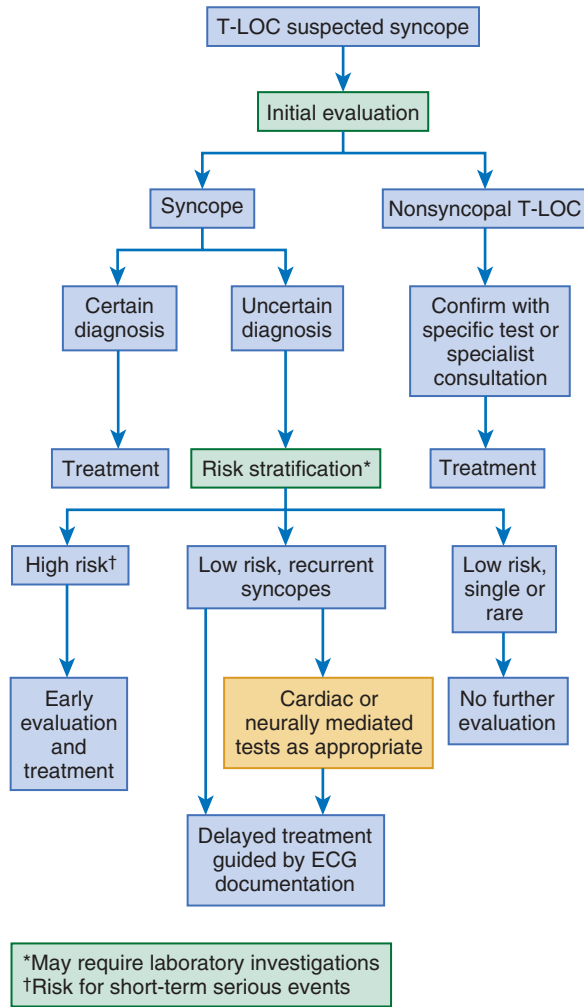 T-LOC suspected syncope
Initial evaluation
Syncope
Nonsyncopal T-LOC
Certain
diagnosis
Uncertain
diagnosis
Confirm with
specific test or
specialist
consultation
Treatment
Risk stratification*
Treatment
High risk†
Low risk, recurrent
syncopes
Low risk,
single or
rare
Early
evaluation
and
treatment
Cardiac or
neurally mediated
tests as appropriate
No further
evaluation
Delayed treatment
guided by ECG
documentation
*May require laboratory investigations
†Risk for short-term serious events